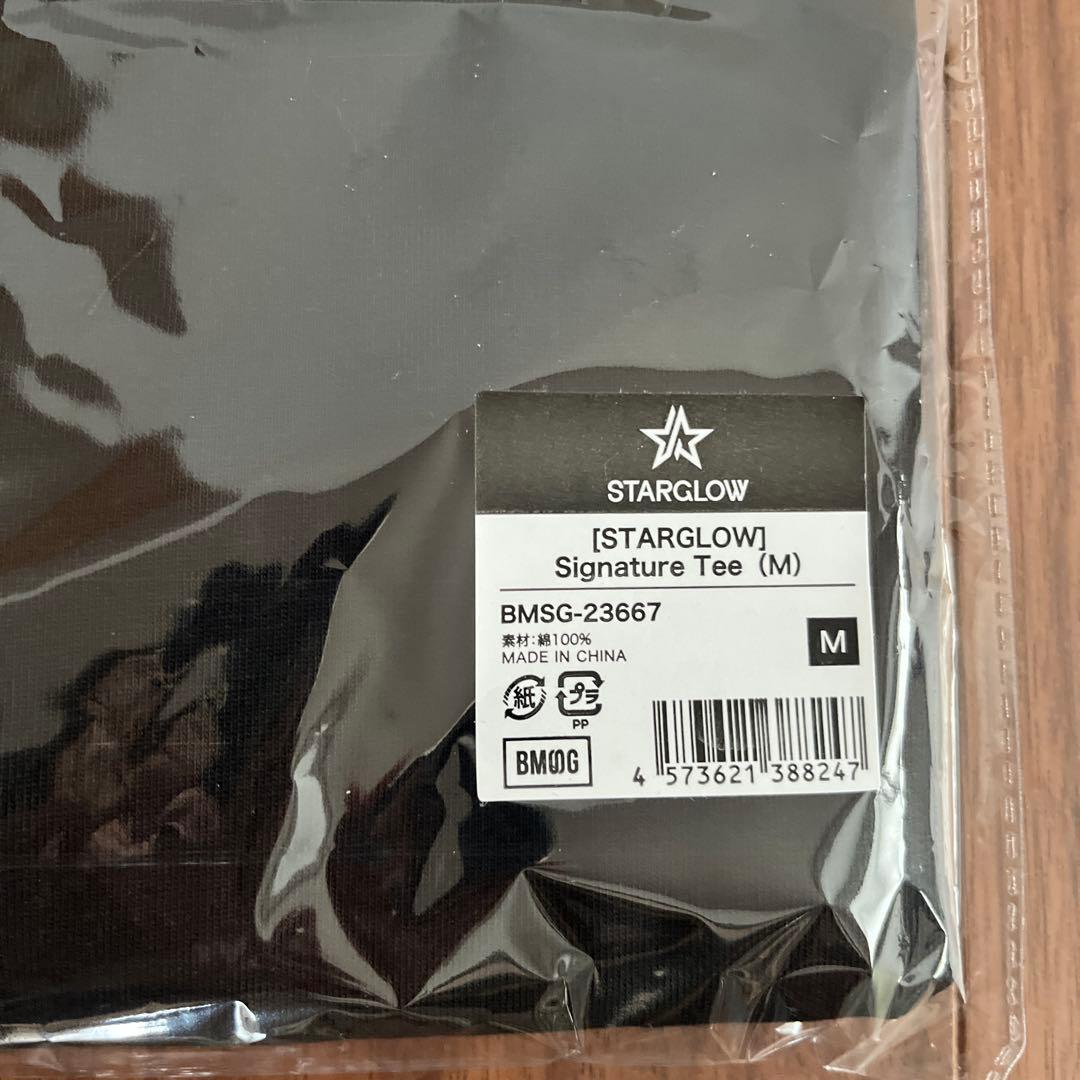 STARGLOW
[STARGLOW]
Signature Tee (M)
BMSG-23667
素材:綿100%
MADE IN CHINA
M
紙
プラ
PP
BMSG
4 573621 388247